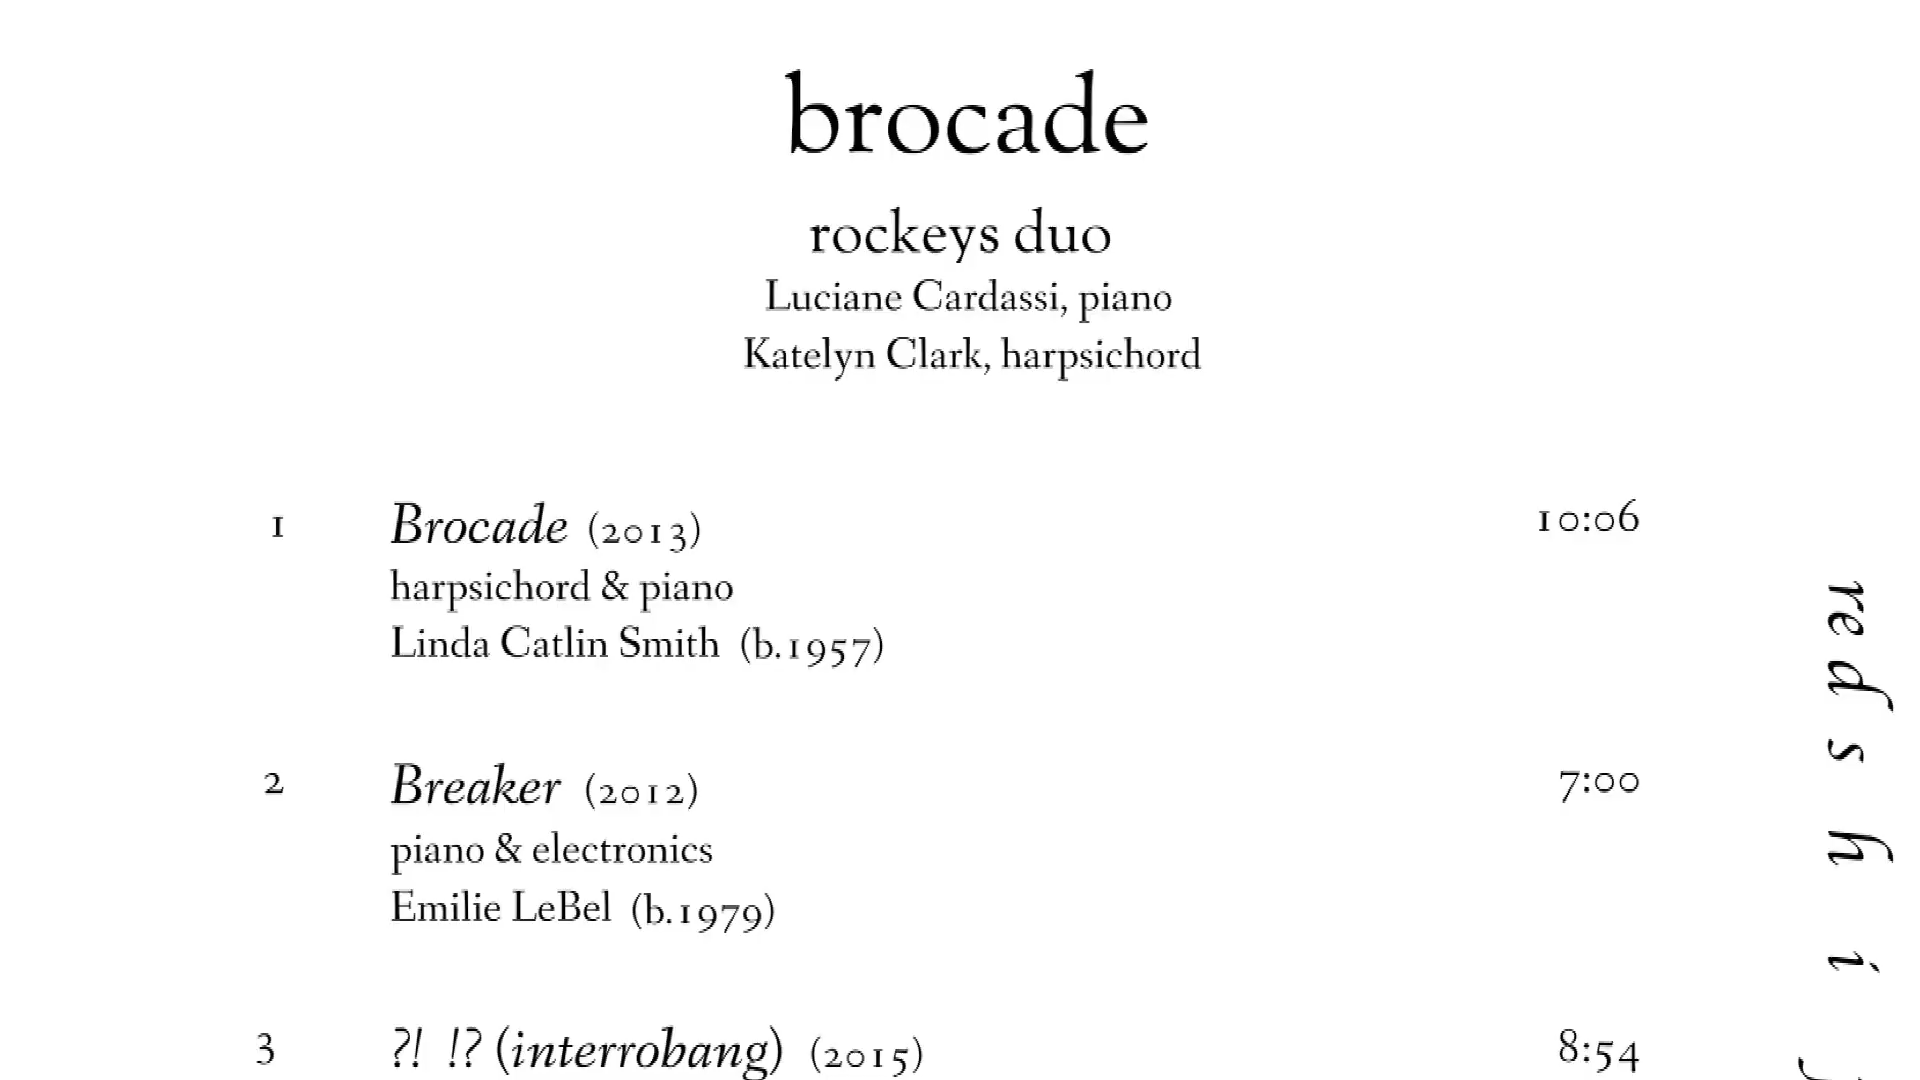 brocade
rockeys duo
Luciane Cardassi, piano
Katelyn Clark, harpsichord
1 Brocade (2013) 10:06
harpsichord & piano
Linda Catlin Smith (b.1957)
2 Breaker (2012) 7:00
piano & electronics
Emilie LeBel (b.1979)
3 ?! !? (interrobang) (2015) 8:54
red s h i